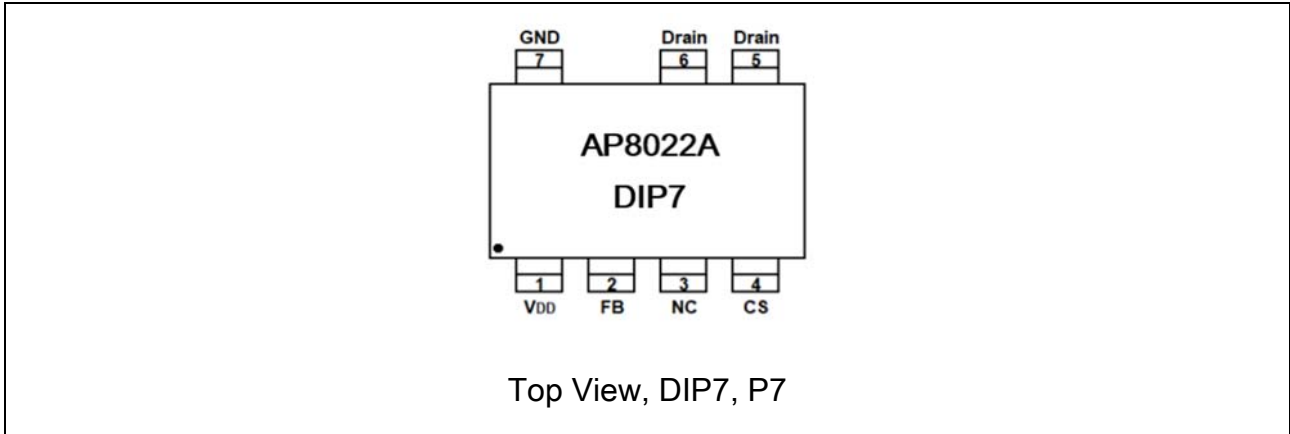 GND Drain Drain
7 6 5
AP8022A
DIP7
1 2 3 4
VDD FB NC CS
Top View, DIP7, P7